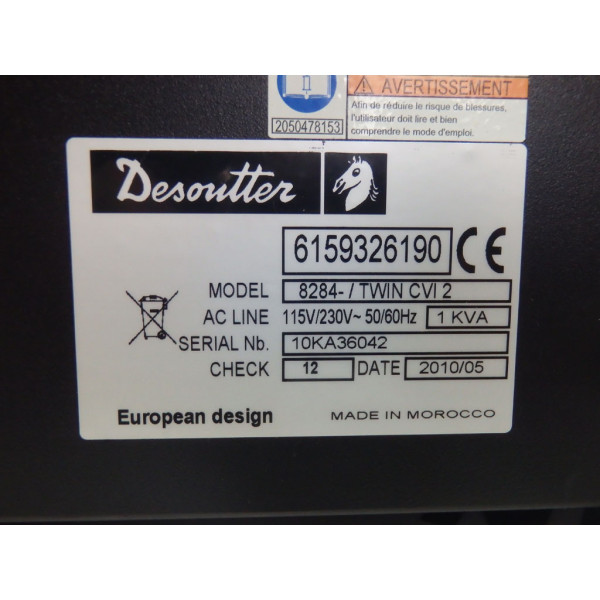 AVERTISSEMENT
Afin de réduire le risque de blessures,
l'utilisateur doit lire et bien
comprendre le mode d'emploi.
2050478153
Desoutter
6159326190 CE
MODEL 8284- / TWIN CVI 2
AC LINE 115V/230V~ 50/60Hz 1 KVA
SERIAL Nb. 10KA36042
CHECK 12 DATE 2010/05
European design MADE IN MOROCCO